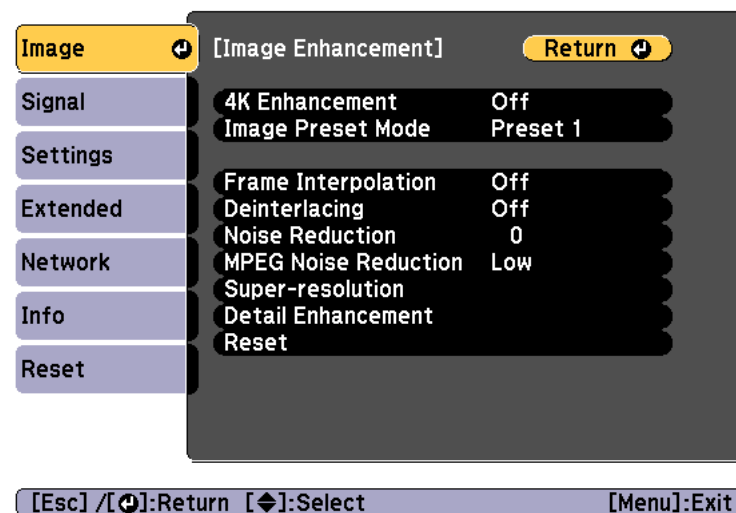 Image
Signal
Settings
Extended
Network
Info
Reset
[Image Enhancement] Return
4K Enhancement Off
Image Preset Mode Preset 1
Frame Interpolation Off
Deinterlacing Off
Noise Reduction 0
MPEG Noise Reduction Low
Super-resolution
Detail Enhancement
Reset
[Esc] /[ ]:Return [ ]:Select [Menu]:Exit